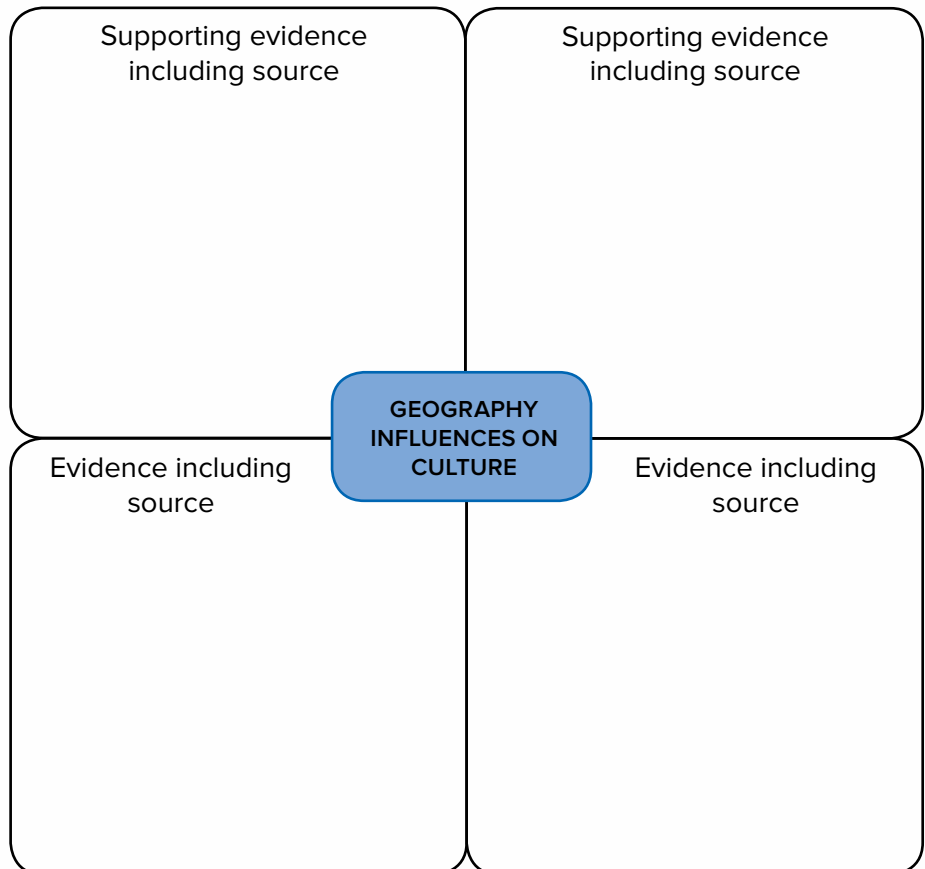 Supporting evidence
including source
Supporting evidence
including source
GEOGRAPHY
INFLUENCES ON
CULTURE
Evidence including
source
Evidence including
source